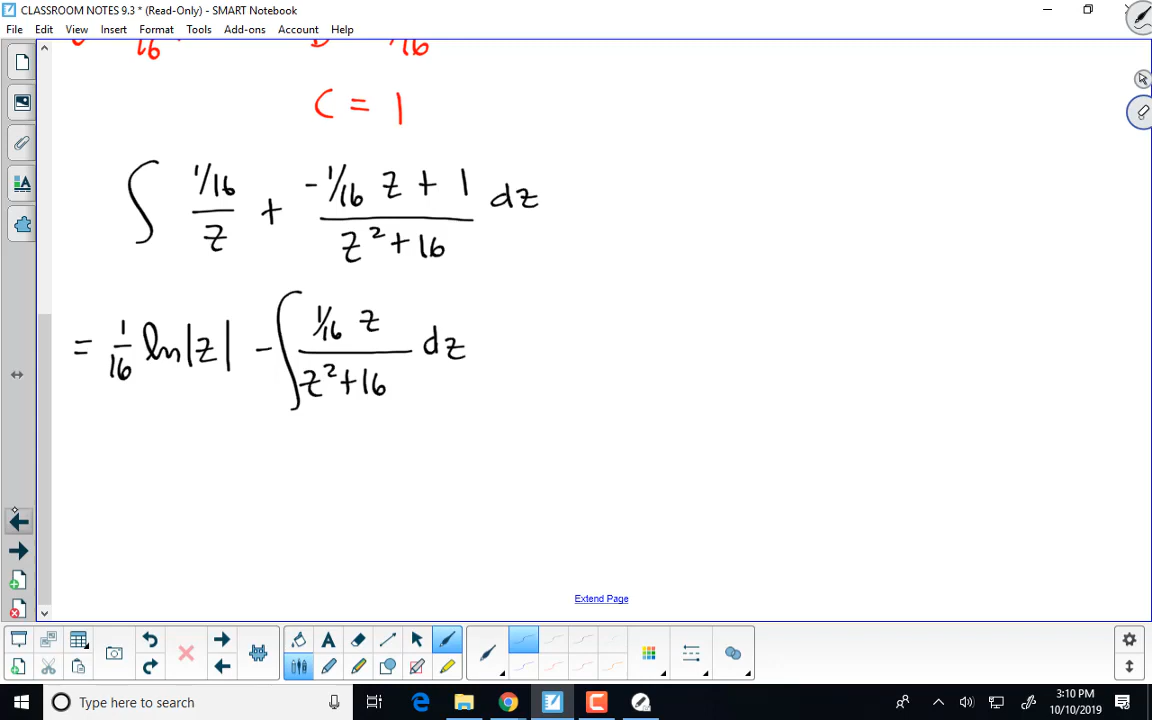 CLASSROOM NOTES 9.3 * (Read-Only) - SMART Notebook
File Edit View Insert Format Tools Add-ons Account Help
16 /16
C = 1
∫ (1/16)/z + (-1/16 z + 1)/(z² + 16) dz
= 1/16 ln|z| - ∫ (1/16 z)/(z² + 16) dz
Extend Page
Type here to search
3:10 PM
10/10/2019